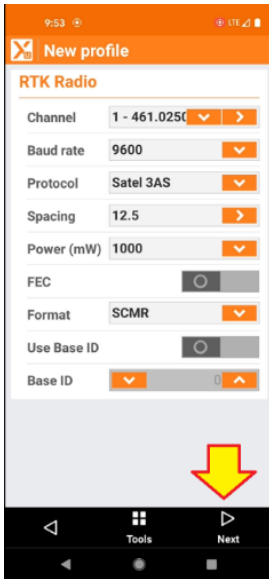 9:53 LTE
New profile
RTK Radio
Channel 1 - 461.0250
Baud rate 9600
Protocol Satel 3AS
Spacing 12.5
Power (mW) 1000
FEC
Format SCMR
Use Base ID
Base ID 0
Tools Next